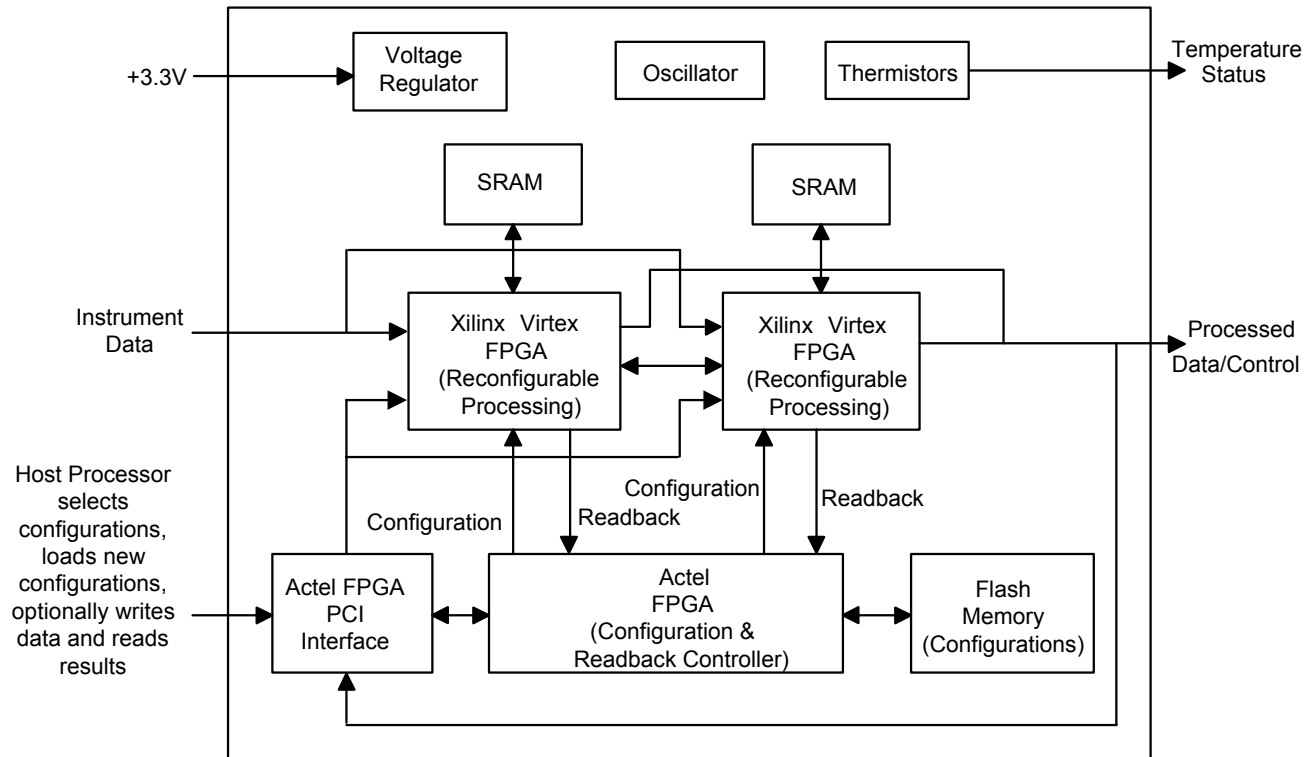 Voltage
Regulator
Oscillator
Thermistors
Temperature
Status
+3.3V
SRAM
SRAM
Instrument
Data
Xilinx Virtex
FPGA
(Reconfigurable
Processing)
Xilinx Virtex
FPGA
(Reconfigurable
Processing)
Processed
Data/Control
Host Processor
selects
configurations,
loads new
configurations,
optionally writes
data and reads
results
Configuration
Readback
Configuration
Readback
Actel FPGA
PCI
Interface
Actel
FPGA
(Configuration &
Readback Controller)
Flash
Memory
(Configurations)